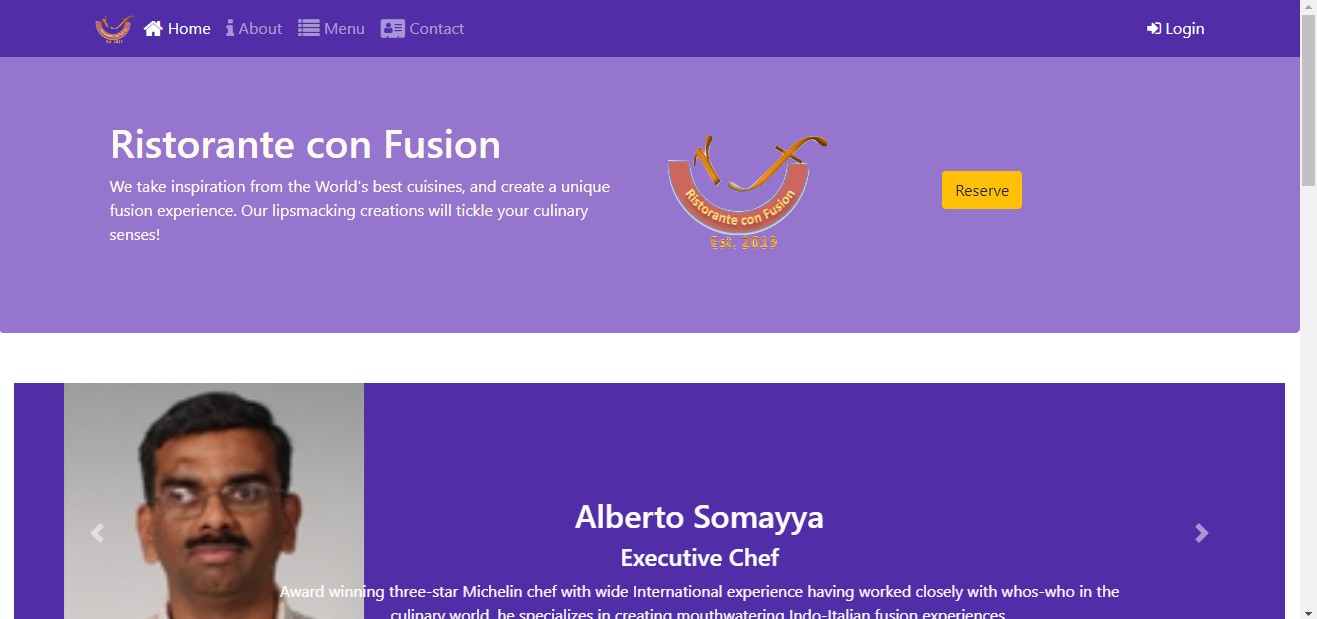 Home About Menu Contact Login
Ristorante con Fusion
We take inspiration from the World's best cuisines, and create a unique
fusion experience. Our lipsmacking creations will tickle your culinary
senses!
Ristorante con Fusion
Est. 2019
Reserve
Alberto Somayya
Executive Chef
Award winning three-star Michelin chef with wide International experience having worked closely with whos-who in the
culinary world, he specializes in creating mouthwatering Indo-Italian fusion experiences.